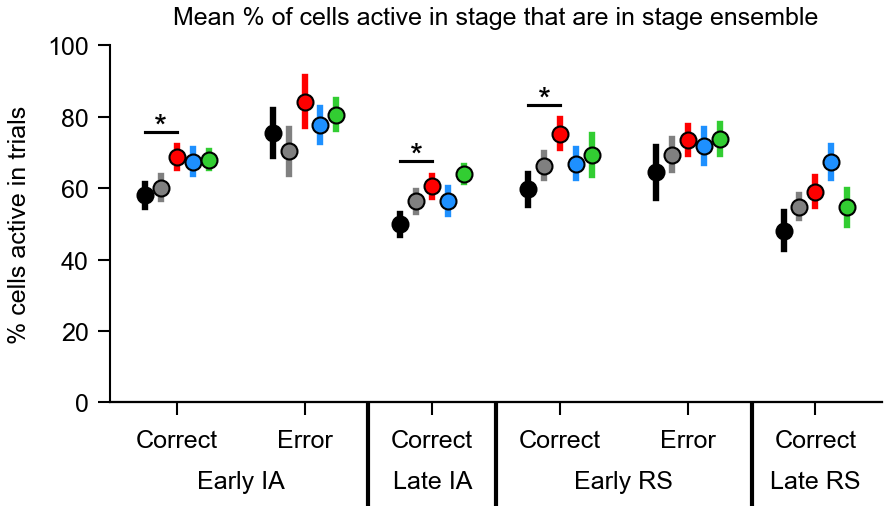 Mean % of cells active in stage that are in stage ensemble
% cells active in trials
100
80
60
40
20
0
* * *
Correct Error Correct Correct Error Correct
Early IA Late IA Early RS Late RS